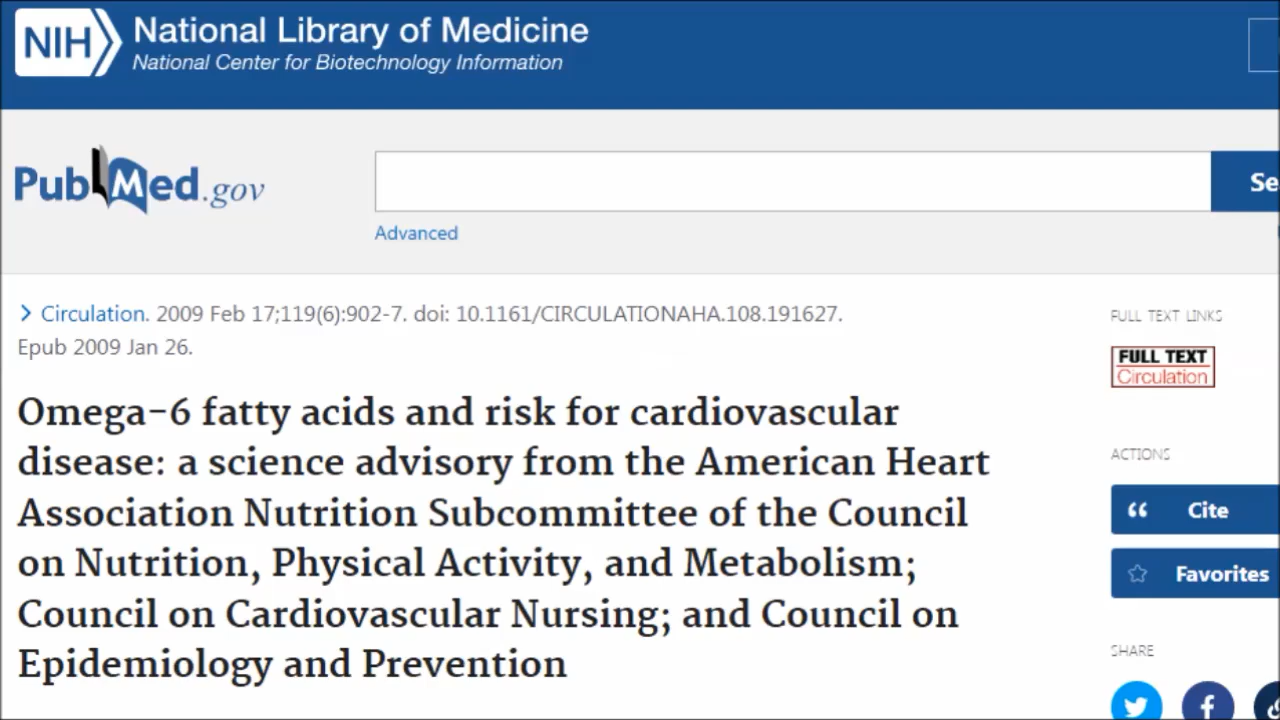 NIH
National Library of Medicine
National Center for Biotechnology Information
PubMed.gov
Se
Advanced
Circulation. 2009 Feb 17;119(6):902-7. doi: 10.1161/CIRCULATIONAHA.108.191627.
Epub 2009 Jan 26.
Omega-6 fatty acids and risk for cardiovascular
disease: a science advisory from the American Heart
Association Nutrition Subcommittee of the Council
on Nutrition, Physical Activity, and Metabolism;
Council on Cardiovascular Nursing; and Council on
Epidemiology and Prevention
FULL TEXT LINKS
FULL TEXT
Circulation
ACTIONS
Cite
Favorites
SHARE